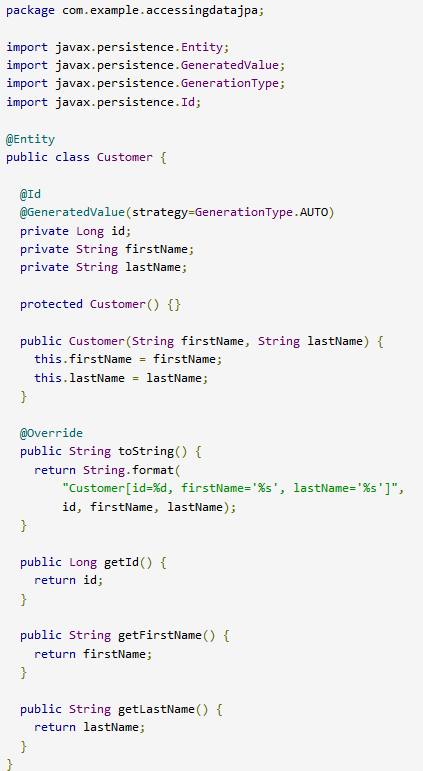 package com.example.accessingdatajpa;

import javax.persistence.Entity;
import javax.persistence.GeneratedValue;
import javax.persistence.GenerationType;
import javax.persistence.Id;

@Entity
public class Customer {

  @Id
  @GeneratedValue(strategy=GenerationType.AUTO)
  private Long id;
  private String firstName;
  private String lastName;

  protected Customer() {}

  public Customer(String firstName, String lastName) {
    this.firstName = firstName;
    this.lastName = lastName;
  }

  @Override
  public String toString() {
    return String.format(
        "Customer[id=%d, firstName='%s', lastName='%s']",
        id, firstName, lastName);
  }

  public Long getId() {
    return id;
  }

  public String getFirstName() {
    return firstName;
  }

  public String getLastName() {
    return lastName;
  }
}